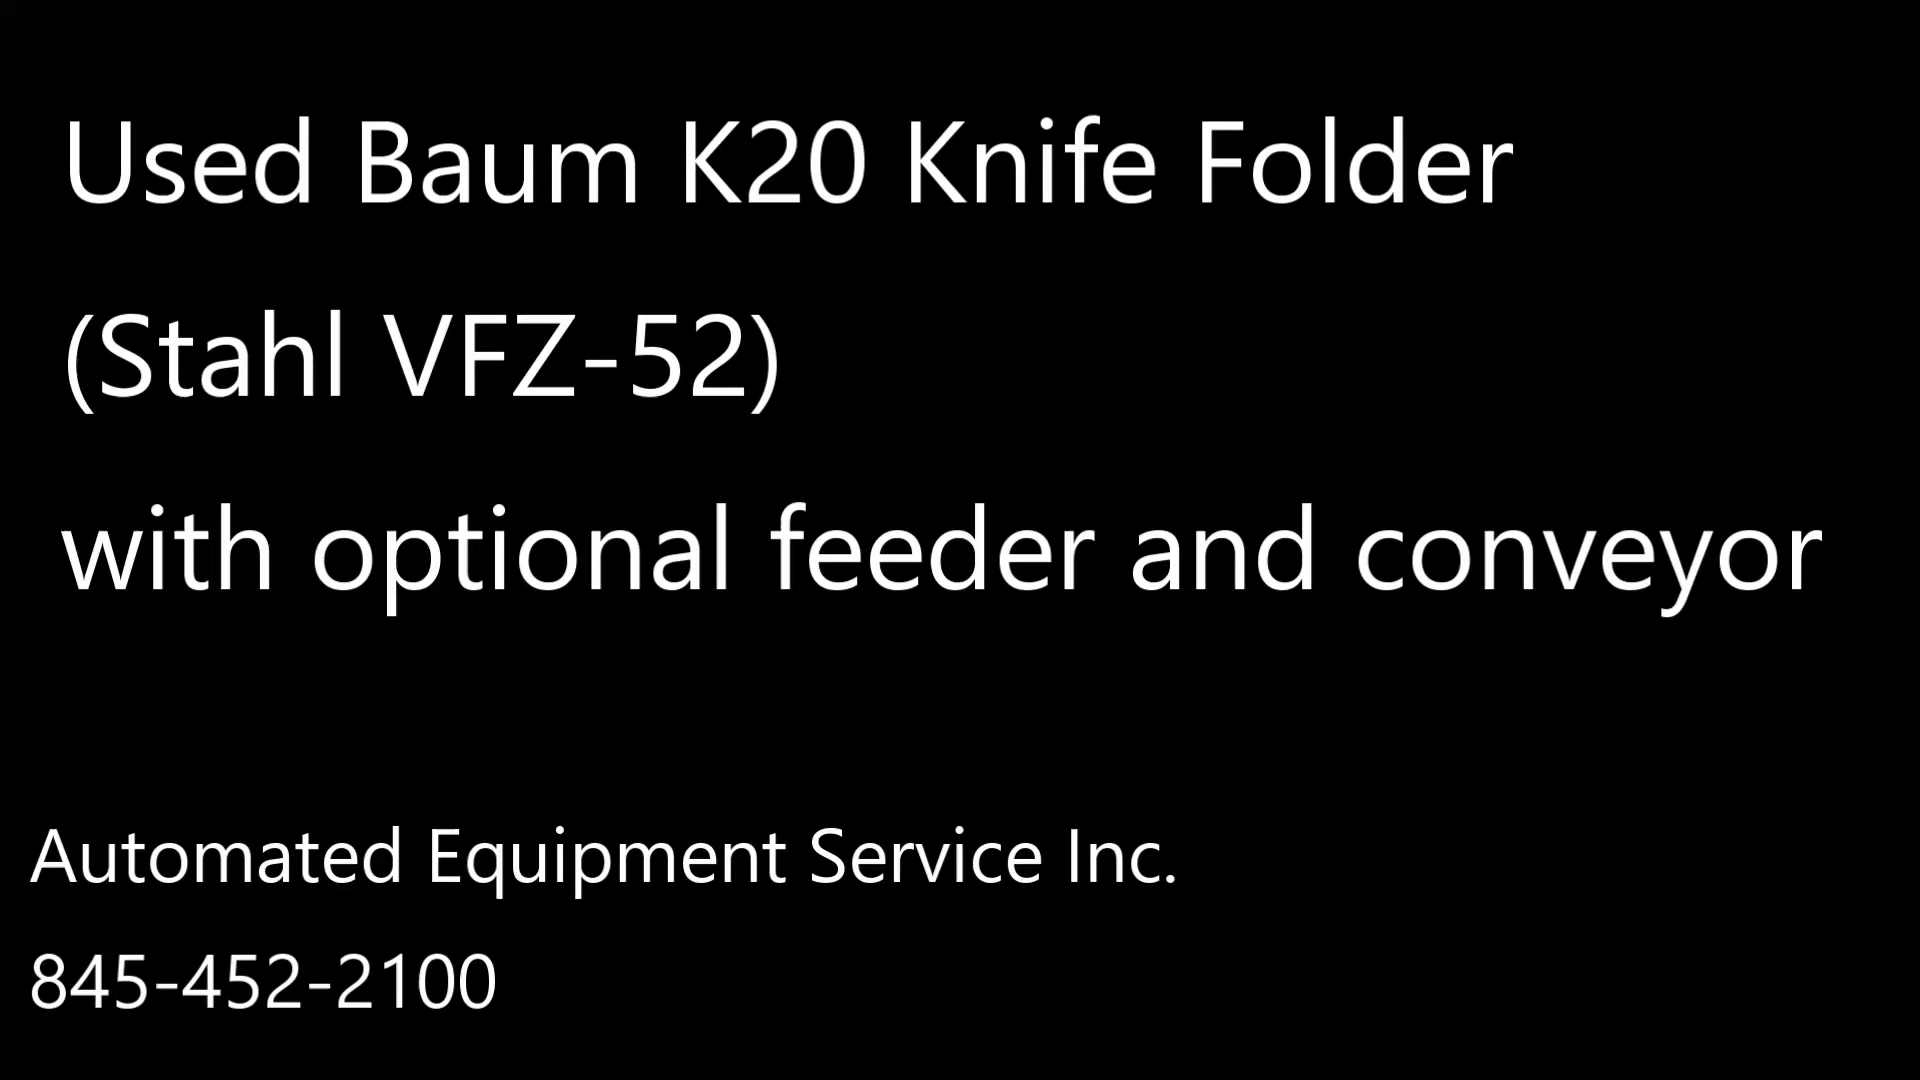 Used Baum K20 Knife Folder
(Stahl VFZ-52)
with optional feeder and conveyor
Automated Equipment Service Inc.
845-452-2100